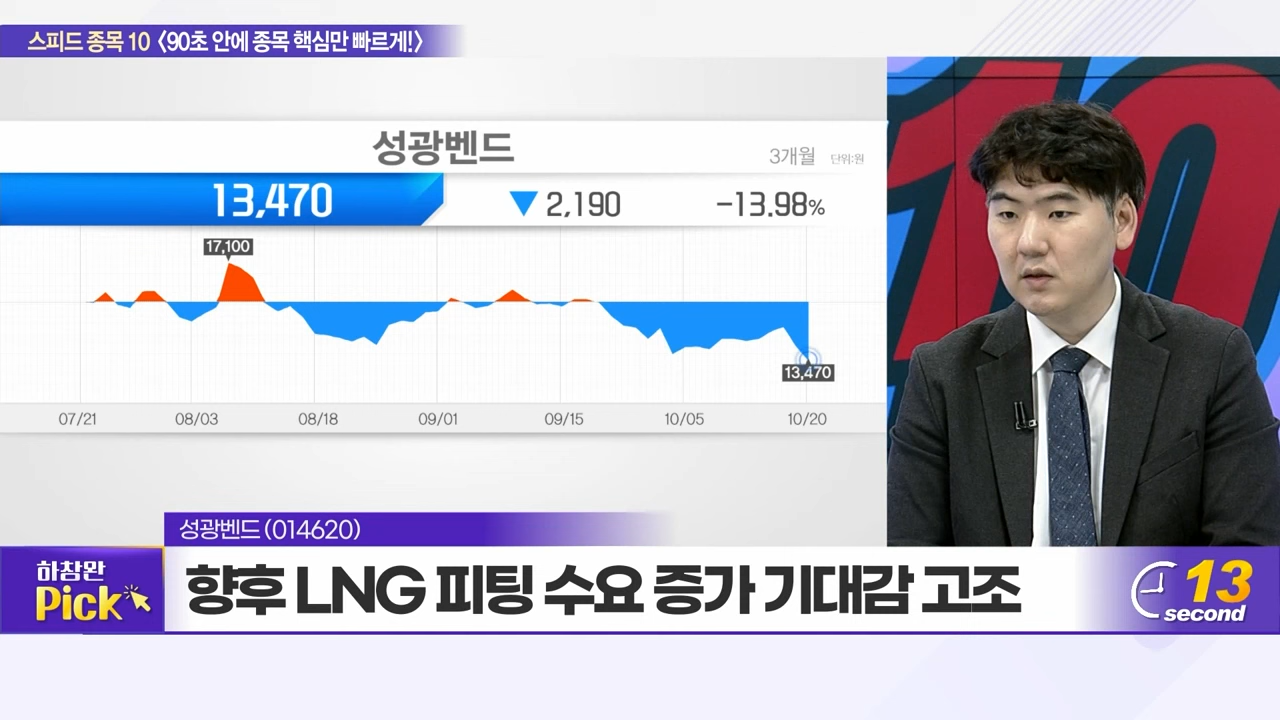 스피드 종목 10 〈90초 안에 종목 핵심만 빠르게!〉
성광벤드
3개월 단위:원
13,470 ▼ 2,190 -13.98%
17,100
13,470
07/21 08/03 08/18 09/01 09/15 10/05 10/20
성광벤드 (014620)
하창완
Pick
향후 LNG 피팅 수요 증가 기대감 고조
13
second
10